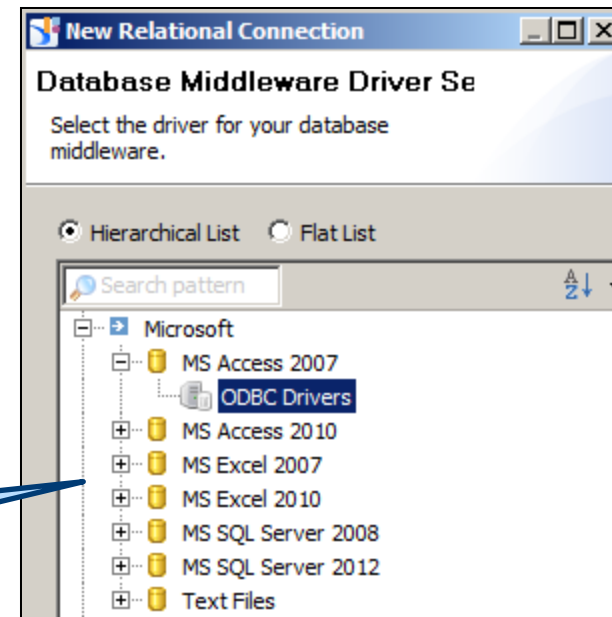 New Relational Connection
Database Middleware Driver Se
Select the driver for your database
middleware.
Hierarchical List Flat List
Search pattern
Microsoft
MS Access 2007
ODBC Drivers
MS Access 2010
MS Excel 2007
MS Excel 2010
MS SQL Server 2008
MS SQL Server 2012
Text Files